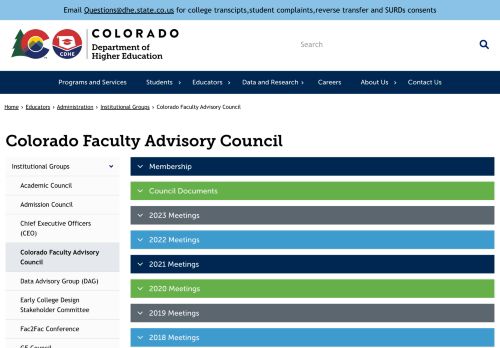 Email Questions@dhe.state.co.us for college transcipts,student complaints,reverse transfer and SURDs consents
CDHE
COLORADO
Department of
Higher Education
Search
Programs and Services
Students
Educators
Data and Research
Careers
About Us
Contact Us
Home › Educators › Administration › Institutional Groups › Colorado Faculty Advisory Council
Colorado Faculty Advisory Council
Institutional Groups
Academic Council
Admission Council
Chief Executive Officers
(CEO)
Colorado Faculty Advisory
Council
Data Advisory Group (DAG)
Early College Design
Stakeholder Committee
Fac2Fac Conference
GE Council
Membership
Council Documents
2023 Meetings
2022 Meetings
2021 Meetings
2020 Meetings
2019 Meetings
2018 Meetings